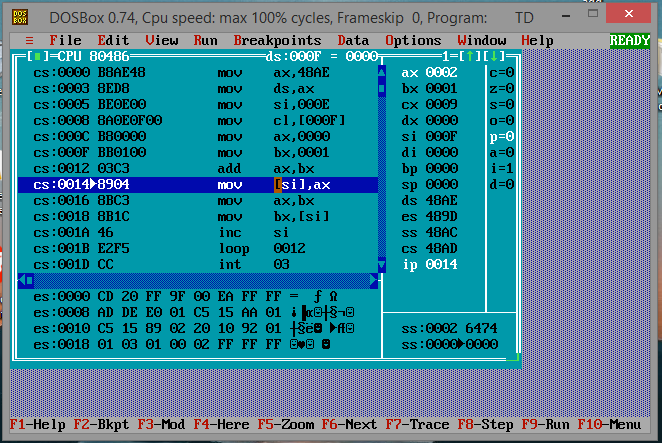 DOS BOX DOSBox 0.74, Cpu speed: max 100% cycles, Frameskip 0, Program: TD
≡ File Edit View Run Breakpoints Data Options Window Help READY
[■]=CPU 80486 ds:000F = 0000 1=[↑][↓]
cs:0000 B8AE48 mov ax,48AE ax 0002 c=0
cs:0003 8ED8 mov ds,ax bx 0001 z=0
cs:0005 BE0E00 mov si,000E cx 0009 s=0
cs:0008 8A0E0F00 mov cl,[000F] dx 0000 o=0
cs:000C B80000 mov ax,0000 si 000F p=0
cs:000F BB0100 mov bx,0001 di 0000 a=0
cs:0012 03C3 add ax,bx bp 0000 i=1
cs:0014►8904 mov [si],ax sp 0000 d=0
cs:0016 8BC3 mov ax,bx ds 48AE
cs:0018 8B1C mov bx,[si] es 489D
cs:001A 46 inc si ss 48AC
cs:001B E2F5 loop 0012 cs 48AD
cs:001D CC int 03 ip 0014
es:0000 CD 20 FF 9F 00 EA FF FF = ƒ Ω
es:0008 AD DE E0 01 C5 15 AA 01 ¡▐α☺┼§¬☺
es:0010 C5 15 89 02 20 10 92 01 ┼§ë☻ ►Æ☺ ss:0002 6474
es:0018 01 03 01 00 02 FF FF FF ☺♥☺ ☻ ss:0000►0000
F1-Help F2-Bkpt F3-Mod F4-Here F5-Zoom F6-Next F7-Trace F8-Step F9-Run F10-Menu